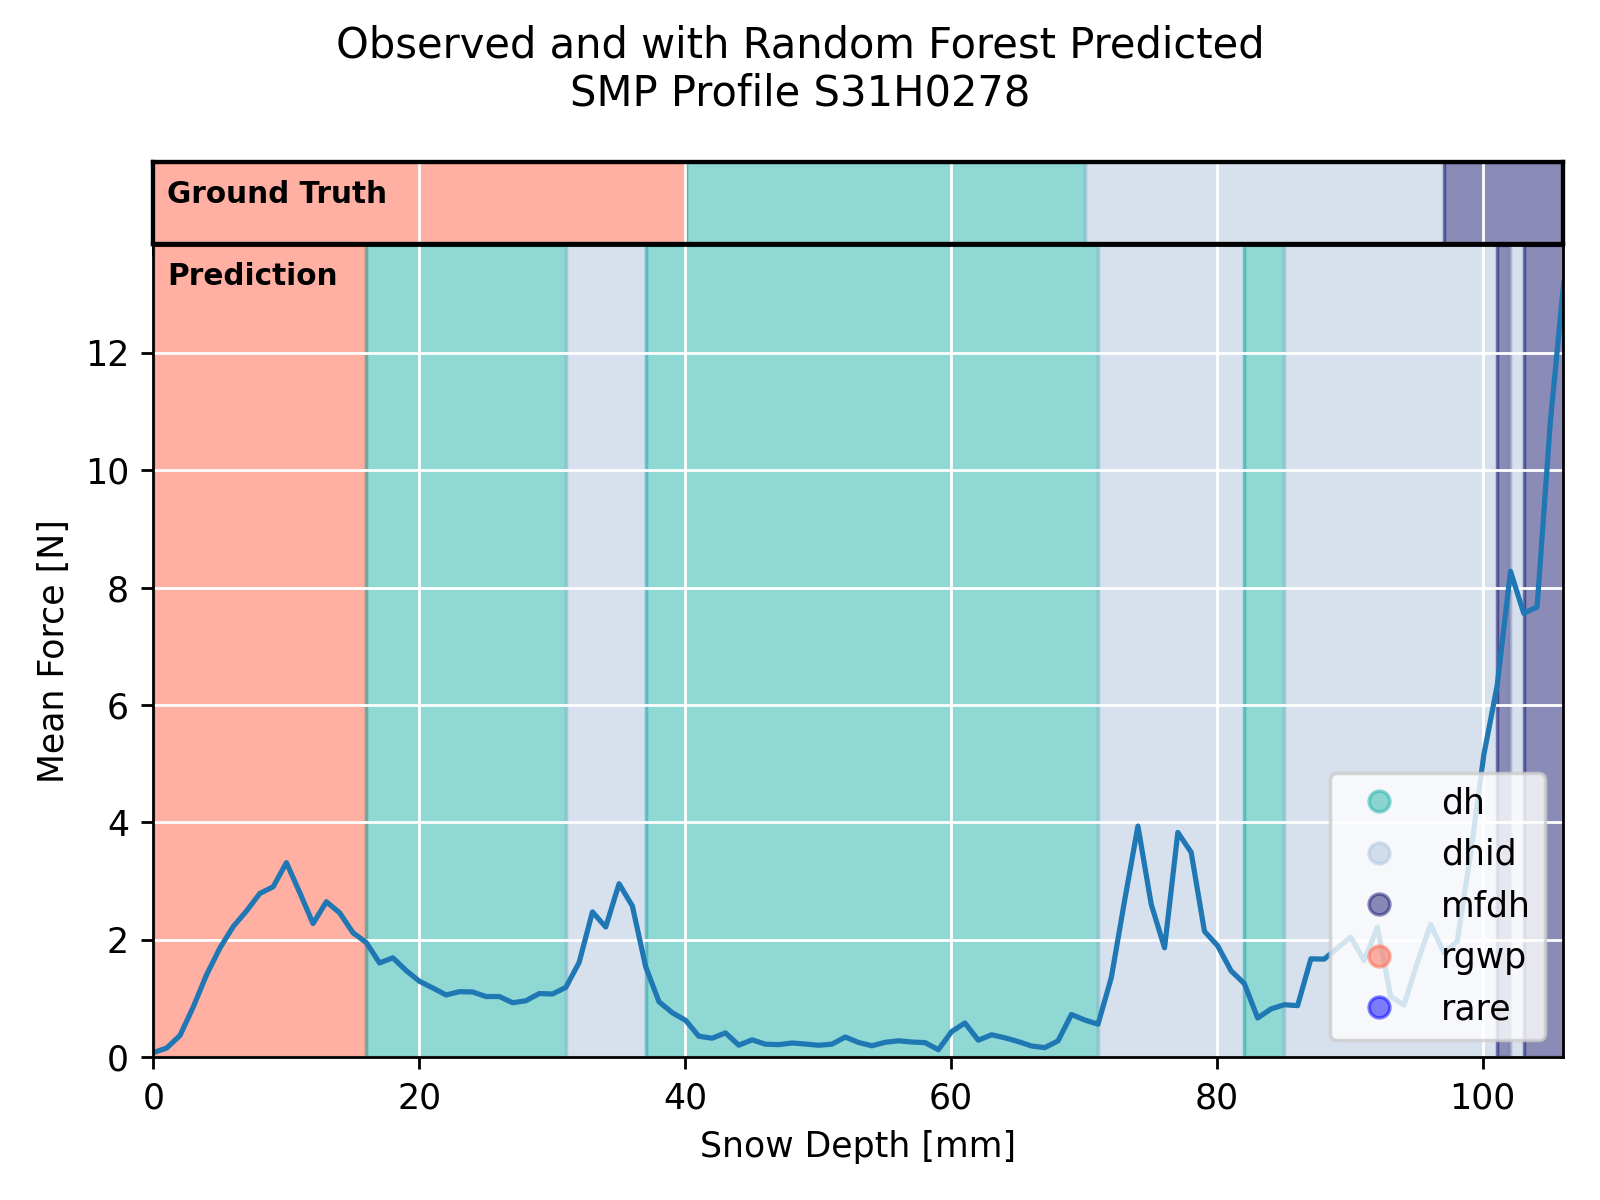 Observed and with Random Forest Predicted
SMP Profile S31H0278
Ground Truth
Prediction
Mean Force [N]
12
10
8
6
4
2
0
dh
dhid
mfdh
rgwp
rare
0 20 40 60 80 100
Snow Depth [mm]